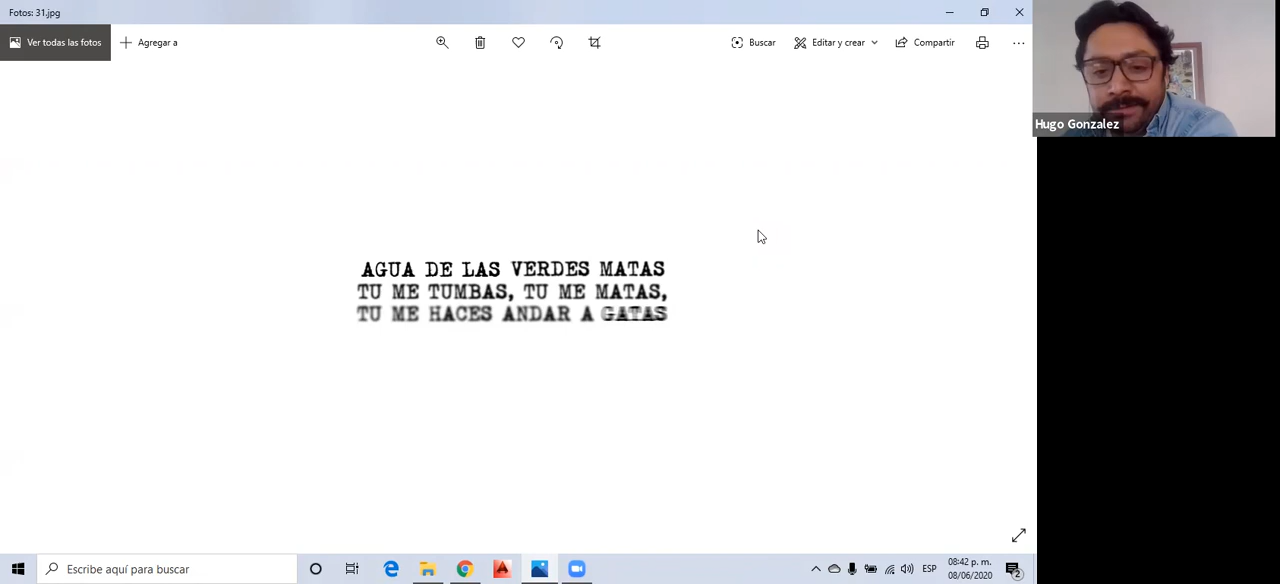 Fotos: 31.jpg
Ver todas las fotos
Agregar a
Buscar
Editar y crear
Compartir
Hugo Gonzalez
AGUA DE LAS VERDES MATAS
TU ME TUMBAS, TU ME MATAS,
TU ME HACES ANDAR A GATAS
Escribe aquí para buscar
ESP
08:42 p. m.
08/06/2020
2